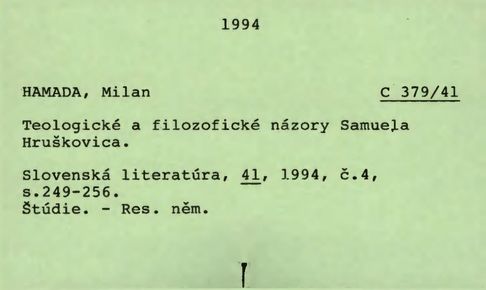 1994
HAMADA, Milan C 379/41
Teologické a filozofické názory Samuela
Hruškovica.
Slovenská literatúra, 41, 1994, č.4,
s.249-256.
Štúdie. - Res. něm.